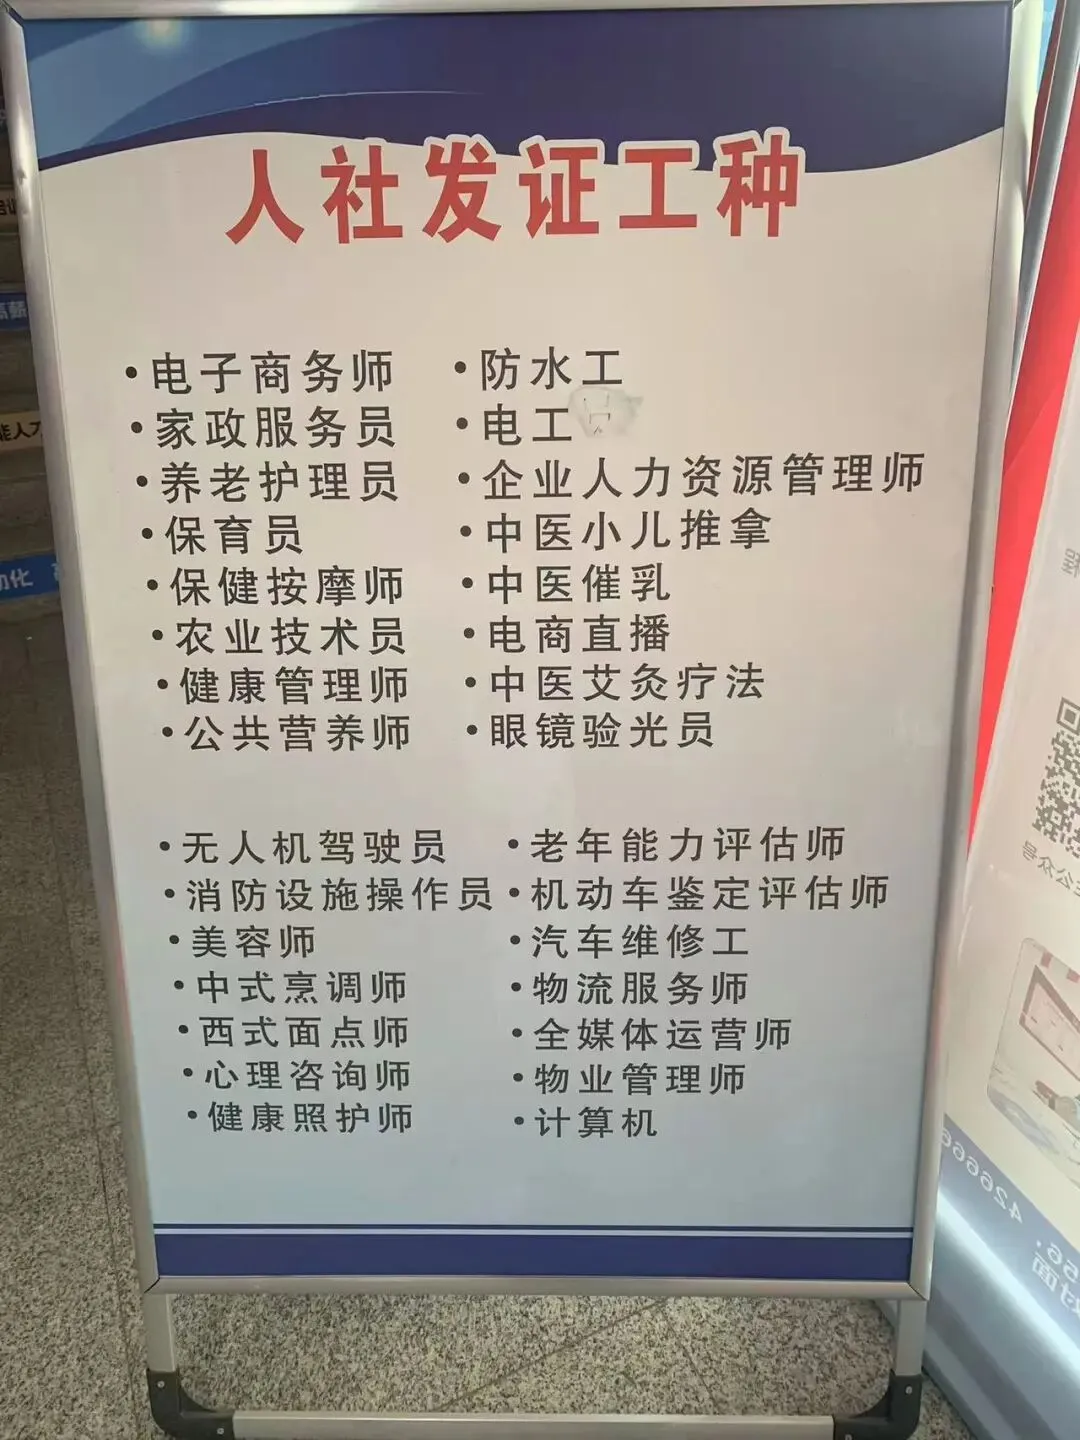 人社发证工种
·电子商务师
·家政服务员
·养老护理员
·保育员
·保健按摩师
·农业技术员
·健康管理师
·公共营养师
·防水工
·电工
·企业人力资源管理师
·中医小儿推拿
·中医催乳
·电商直播
·中医艾灸疗法
·眼镜验光员
·无人机驾驶员
·消防设施操作员
·美容师
·中式烹调师
·西式面点师
·心理咨询师
·健康照护师
·老年能力评估师
·机动车鉴定评估师
·汽车维修工
·物流服务师
·全媒体运营师
·物业管理师
·计算机